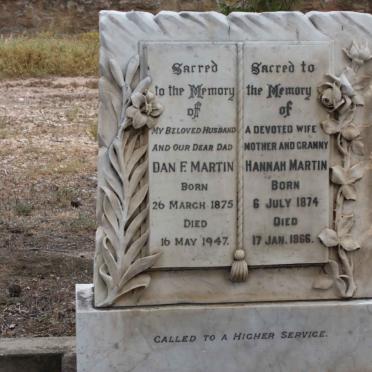 Sacred
to the Memory
of
My Beloved Husband
And Our Dear Dad
Dan F. Martin
Born
26 March 1875
Died
16 May 1947.
Sacred to
the Memory
of
A Devoted Wife
Mother and Granny
Hannah Martin
Born
6 July 1874
Died
17 Jan. 1966.
Called to a Higher Service.